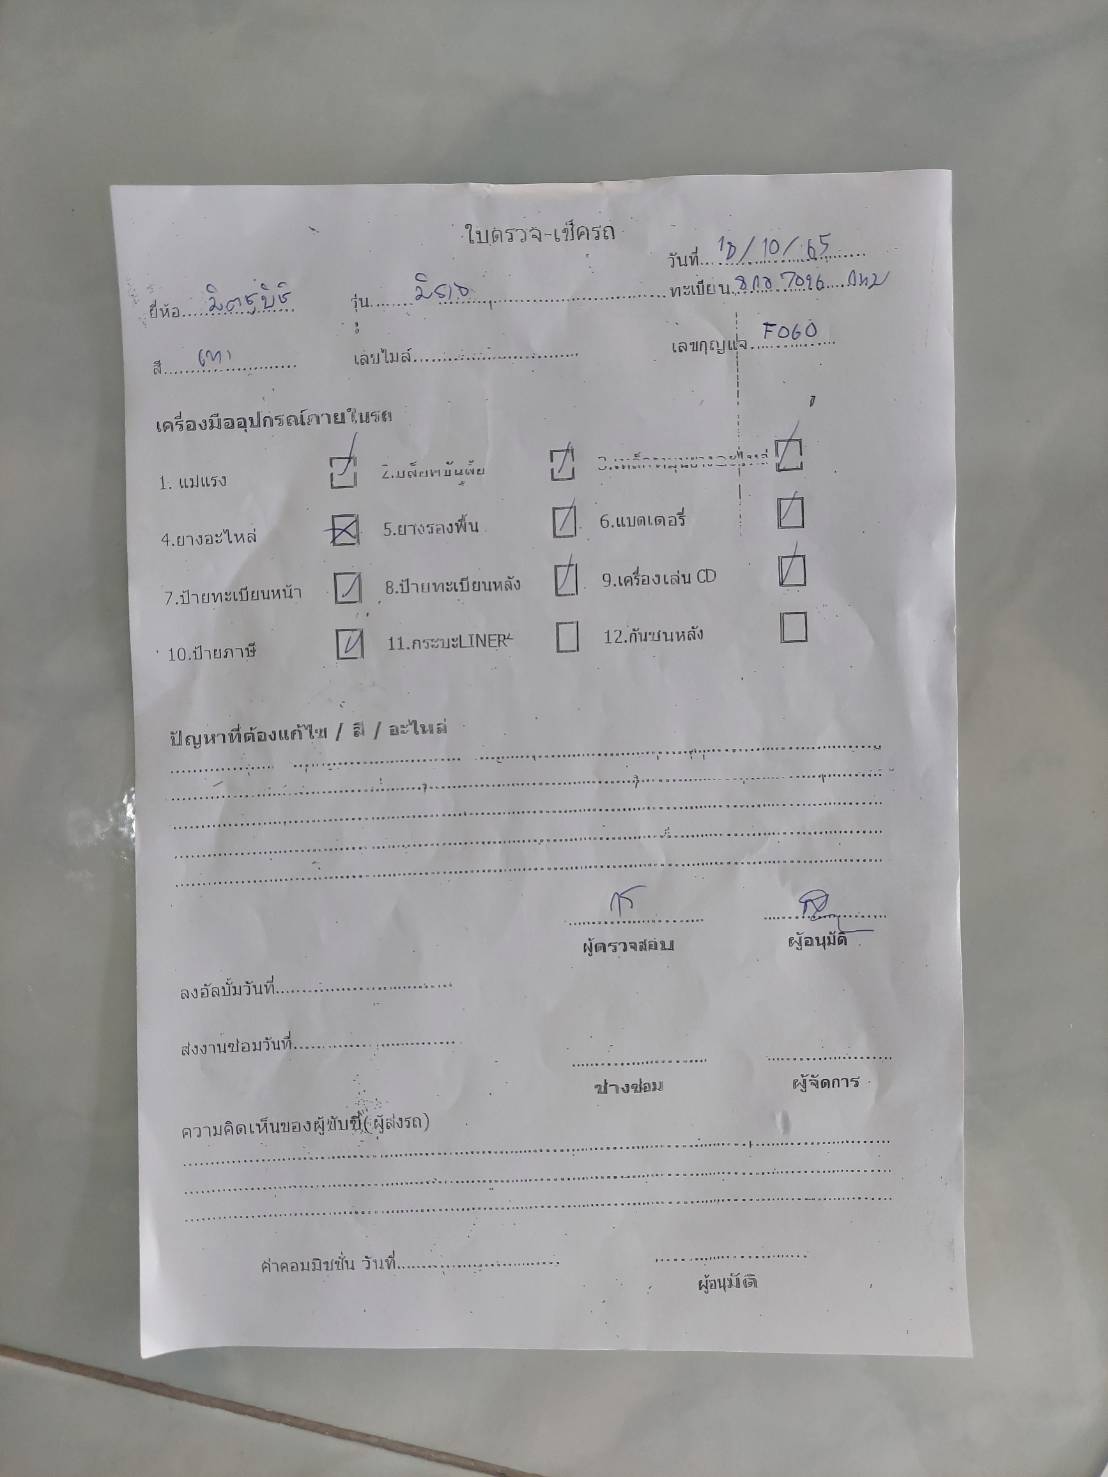 ใบตรวจ-เช็ครถ
วันที่ 18/10/65
ยี่ห้อ มิตซูบิชิ รุ่น มิราจ ทะเบียน 7096 กทม
สี เทา เลขไมล์ เลขกุญแจ F060
เครื่องมืออุปกรณ์ภายในรถ
1. แม่แรง 2.บล็อคขันล้อ
4.ยางอะไหล่ 5.ยางรองพื้น 6.แบตเตอรี่
7.ป้ายทะเบียนหน้า 8.ป้ายทะเบียนหลัง 9.เครื่องเล่น CD
10.ป้ายภาษี 11.กระบะLINER 12.กันชนหลัง
ปัญหาที่ต้องแก้ไข / สี / อะไหล่
ผู้ตรวจสอบ ผู้อนุมัติ
ลงอัลบั้มวันที่
ส่งงานซ่อมวันที่
ช่างซ่อม ผู้จัดการ
ความคิดเห็นของผู้ขับขี่(ผู้ส่งรถ)
ค่าคอมมิชชั่น วันที่
ผู้อนุมัติ